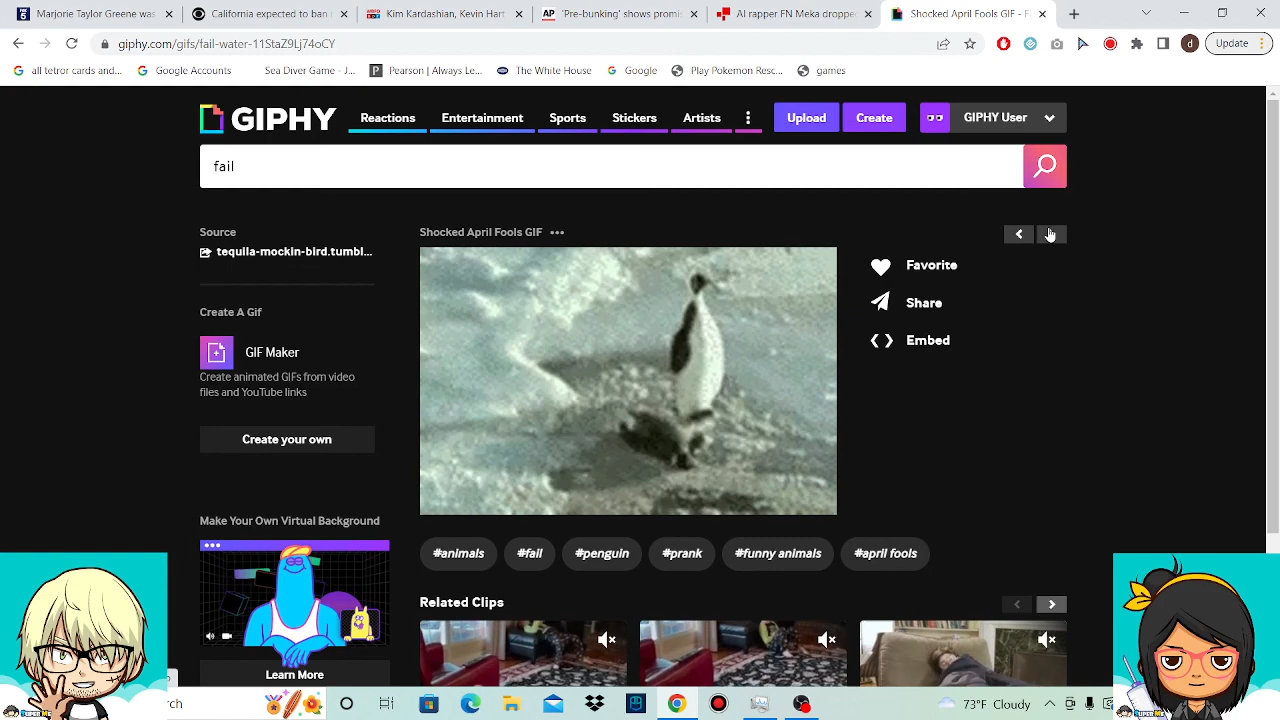 Marjorie Taylor Greene was
California expected to ban
Kim Kardashian, Kevin Hart
'Pre-bunking' shows promis
AI rapper FN Meka dropped
Shocked April Fools GIF - F
giphy.com/gifs/fail-water-11StaZ9Lj74oCY
d
Update
all tetror cards and...
Google Accounts
Sea Diver Game - J...
Pearson | Always Le...
The White House
Google
Play Pokemon Resc...
games
GIPHY
Reactions
Entertainment
Sports
Stickers
Artists
Upload
Create
GIPHY User
fail
Source
tequila-mockin-bird.tumbl...
Create A Gif
GIF Maker
Create animated GIFs from video
files and YouTube links
Create your own
Make Your Own Virtual Background
Learn More
Shocked April Fools GIF
Favorite
Share
Embed
#animals
#fail
#penguin
#prank
#funny animals
#april fools
Related Clips
rch
73°F Cloudy